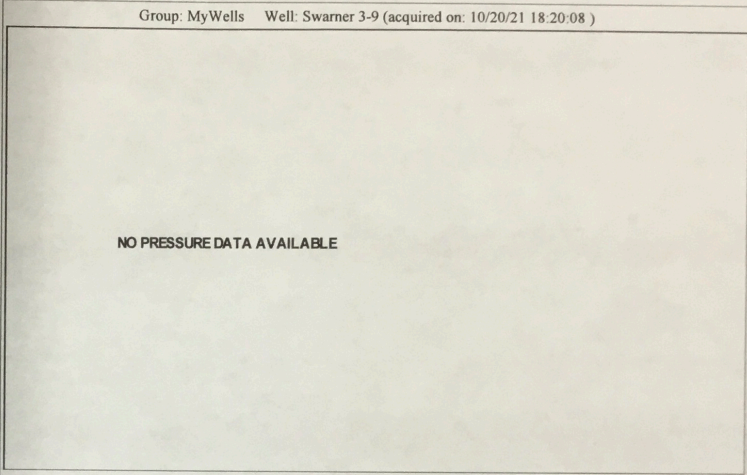 Group: MyWells Well: Swarner 3-9 (acquired on: 10/20/21 18:20:08 )
NO PRESSURE DATA AVAILABLE